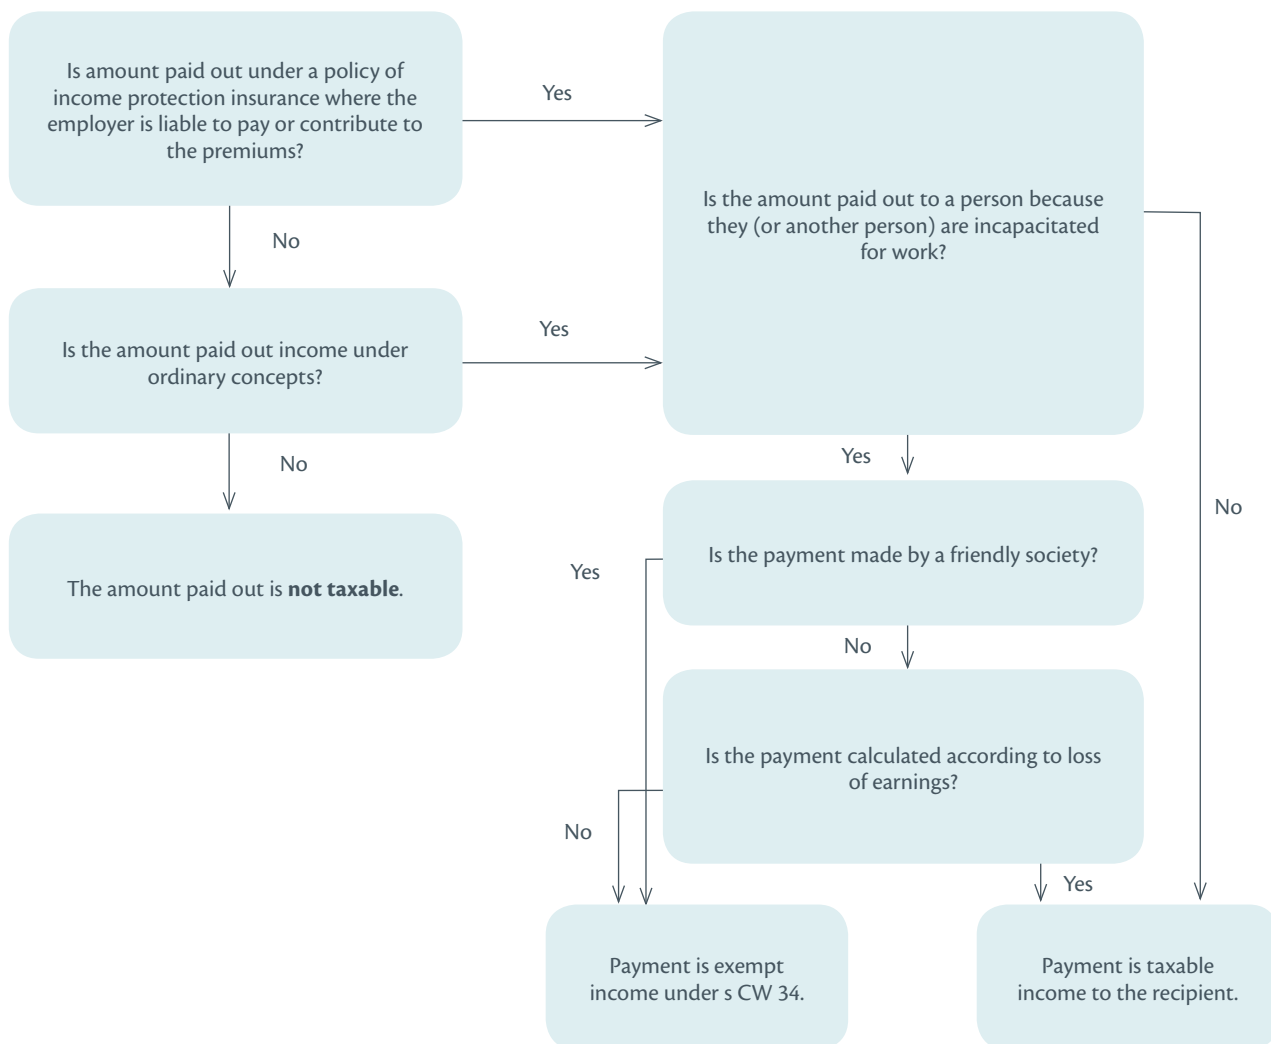 Is amount paid out under a policy of
income protection insurance where the
employer is liable to pay or contribute to
the premiums?
Yes
No
Is the amount paid out to a person because
they (or another person) are incapacitated
for work?
Is the amount paid out income under
ordinary concepts?
Yes
No
The amount paid out is not taxable.
Yes
No
Is the payment made by a friendly society?
Yes
No
Is the payment calculated according to loss
of earnings?
No
Yes
Payment is exempt
income under s CW 34.
Payment is taxable
income to the recipient.